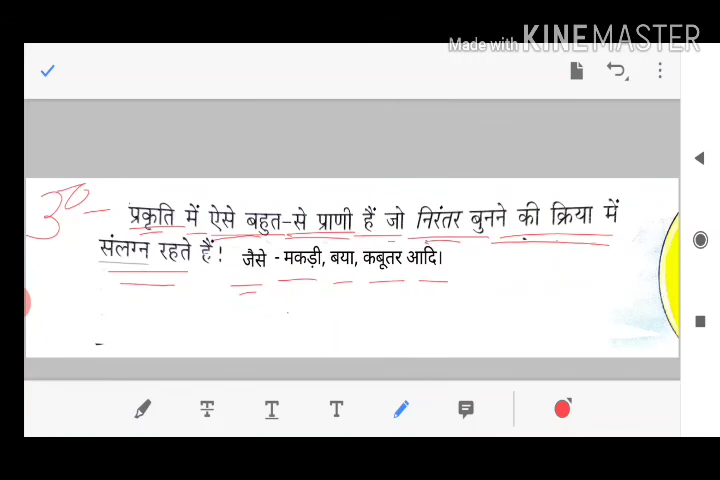 Made with KINEMASTER
उ०- प्रकृति में ऐसे बहुत-से प्राणी हैं जो निरंतर बुनने की क्रिया में
संलग्न रहते हैं! जैसे - मकड़ी, बया, कबूतर आदि।